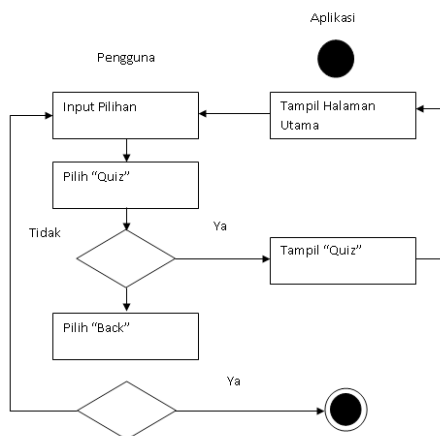 Aplikasi
Pengguna
Input Pilihan
Tampil Halaman
Utama
Pilih “Quiz”
Tidak
Ya
Tampil “Quiz”
Pilih “Back”
Ya